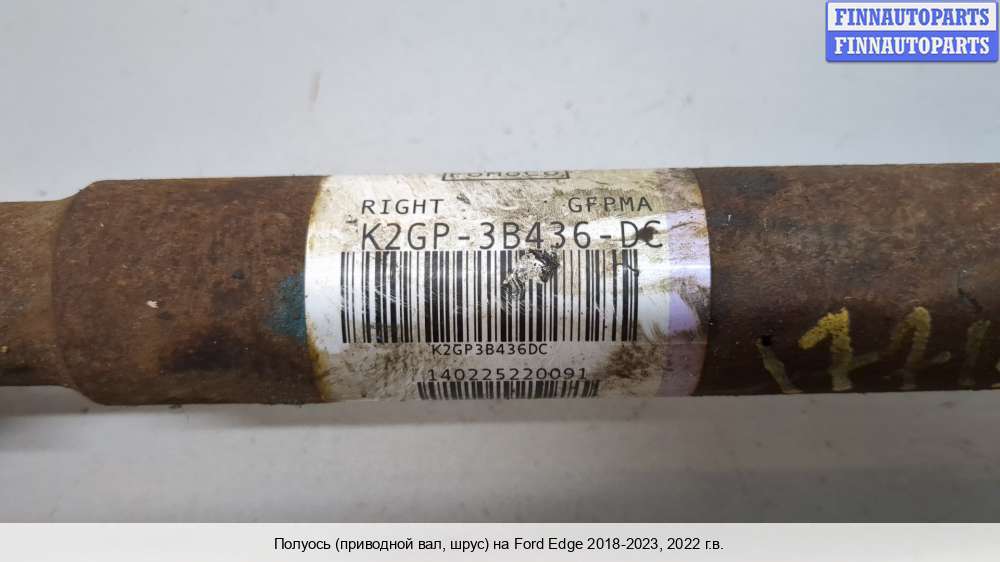 FINNAUTOPARTS
FINNAUTOPARTS
RIGHT GFPMA
K2GP-3B436-DC
K2GP3B436DC
140225220091
Полуось (приводной вал, шрус) на Ford Edge 2018-2023, 2022 г.в.